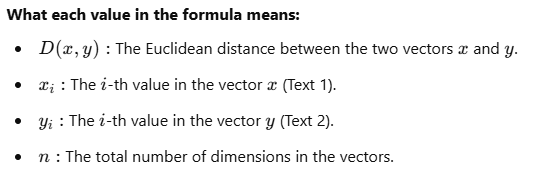 What each value in the formula means:
• D(x, y) : The Euclidean distance between the two vectors x and y.
• xᵢ : The i-th value in the vector x (Text 1).
• yᵢ : The i-th value in the vector y (Text 2).
• n : The total number of dimensions in the vectors.